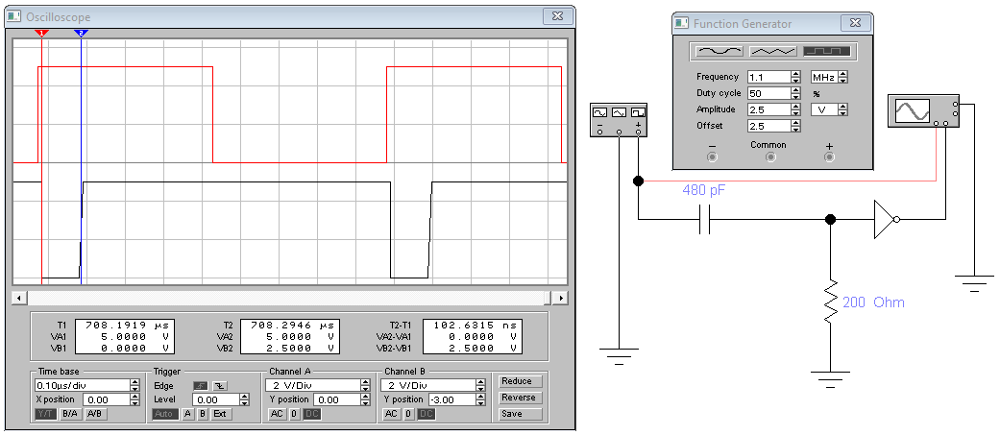 Oscilloscope
1 2
T1 708.1919 µs T2 708.2946 µs T2-T1 102.6315 ns
VA1 5.0000 V VA2 5.0000 V VA2-VA1 0.0000 V
VB1 0.0000 V VB2 2.5000 V VB2-VB1 2.5000 V
Time base Trigger Channel A Channel B
0.10µs/div Edge 2 V/Div 2 V/Div Reduce
X position 0.00 Level 0.00 Y position 0.00 Y position -3.00 Reverse
Y/T B/A A/B Auto A B Ext AC 0 DC AC 0 DC Save
Function Generator
Frequency 1.1 MHz
Duty cycle 50 %
Amplitude 2.5 V
Offset 2.5
− Common +
− +
480 pF
200 Ohm